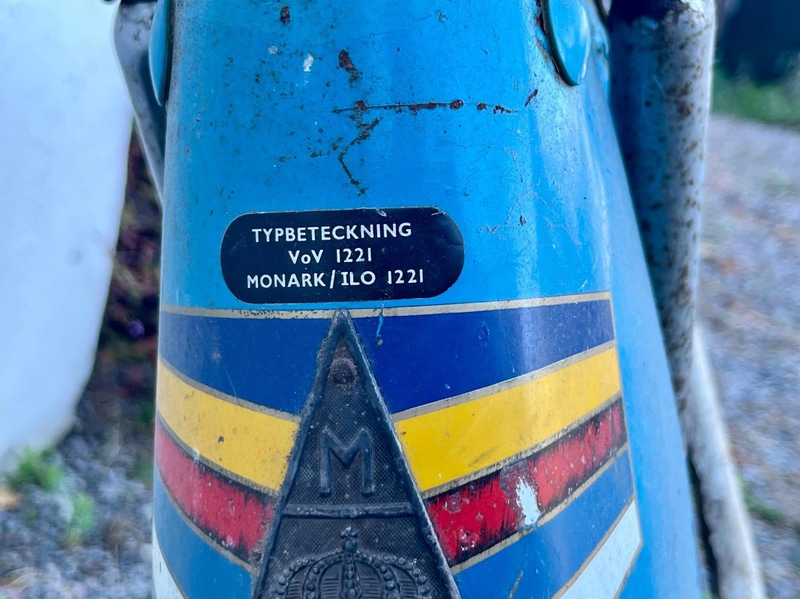 TYPBETECKNING
VoV 1221
MONARK/ILO 1221
M